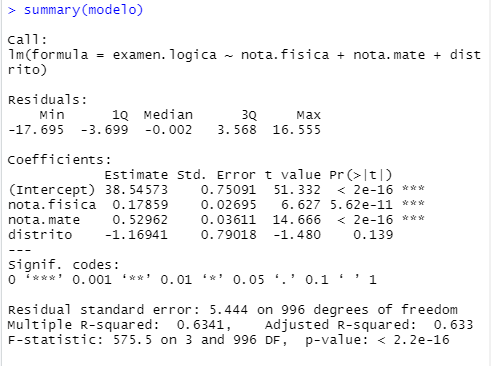 > summary(modelo)
Call:
lm(formula = examen.logica ~ nota.fisica + nota.mate + dist
rito)
Residuals:
    Min      1Q  Median      3Q     Max
-17.695  -3.699  -0.002   3.568  16.555
Coefficients:
            Estimate Std. Error t value Pr(>|t|)
(Intercept) 38.54573    0.75091  51.332  < 2e-16 ***
nota.fisica  0.17859    0.02695   6.627 5.62e-11 ***
nota.mate    0.52962    0.03611  14.666  < 2e-16 ***
distrito    -1.16941    0.79018  -1.480    0.139
---
Signif. codes:
0 ‘***’ 0.001 ‘**’ 0.01 ‘*’ 0.05 ‘.’ 0.1 ‘ ’ 1
Residual standard error: 5.444 on 996 degrees of freedom
Multiple R-squared:  0.6341,    Adjusted R-squared:  0.633
F-statistic: 575.5 on 3 and 996 DF,  p-value: < 2.2e-16